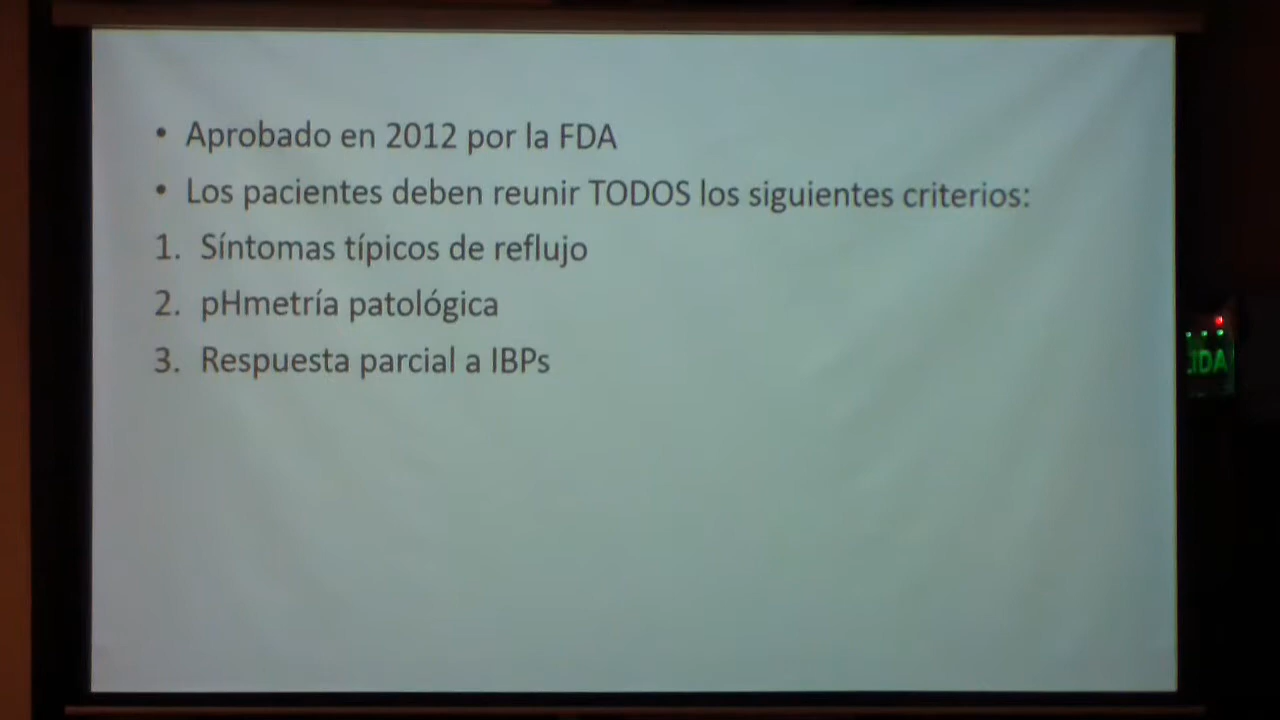 • Aprobado en 2012 por la FDA
• Los pacientes deben reunir TODOS los siguientes criterios:
1. Síntomas típicos de reflujo
2. pHmetría patológica
3. Respuesta parcial a IBPs
IDA